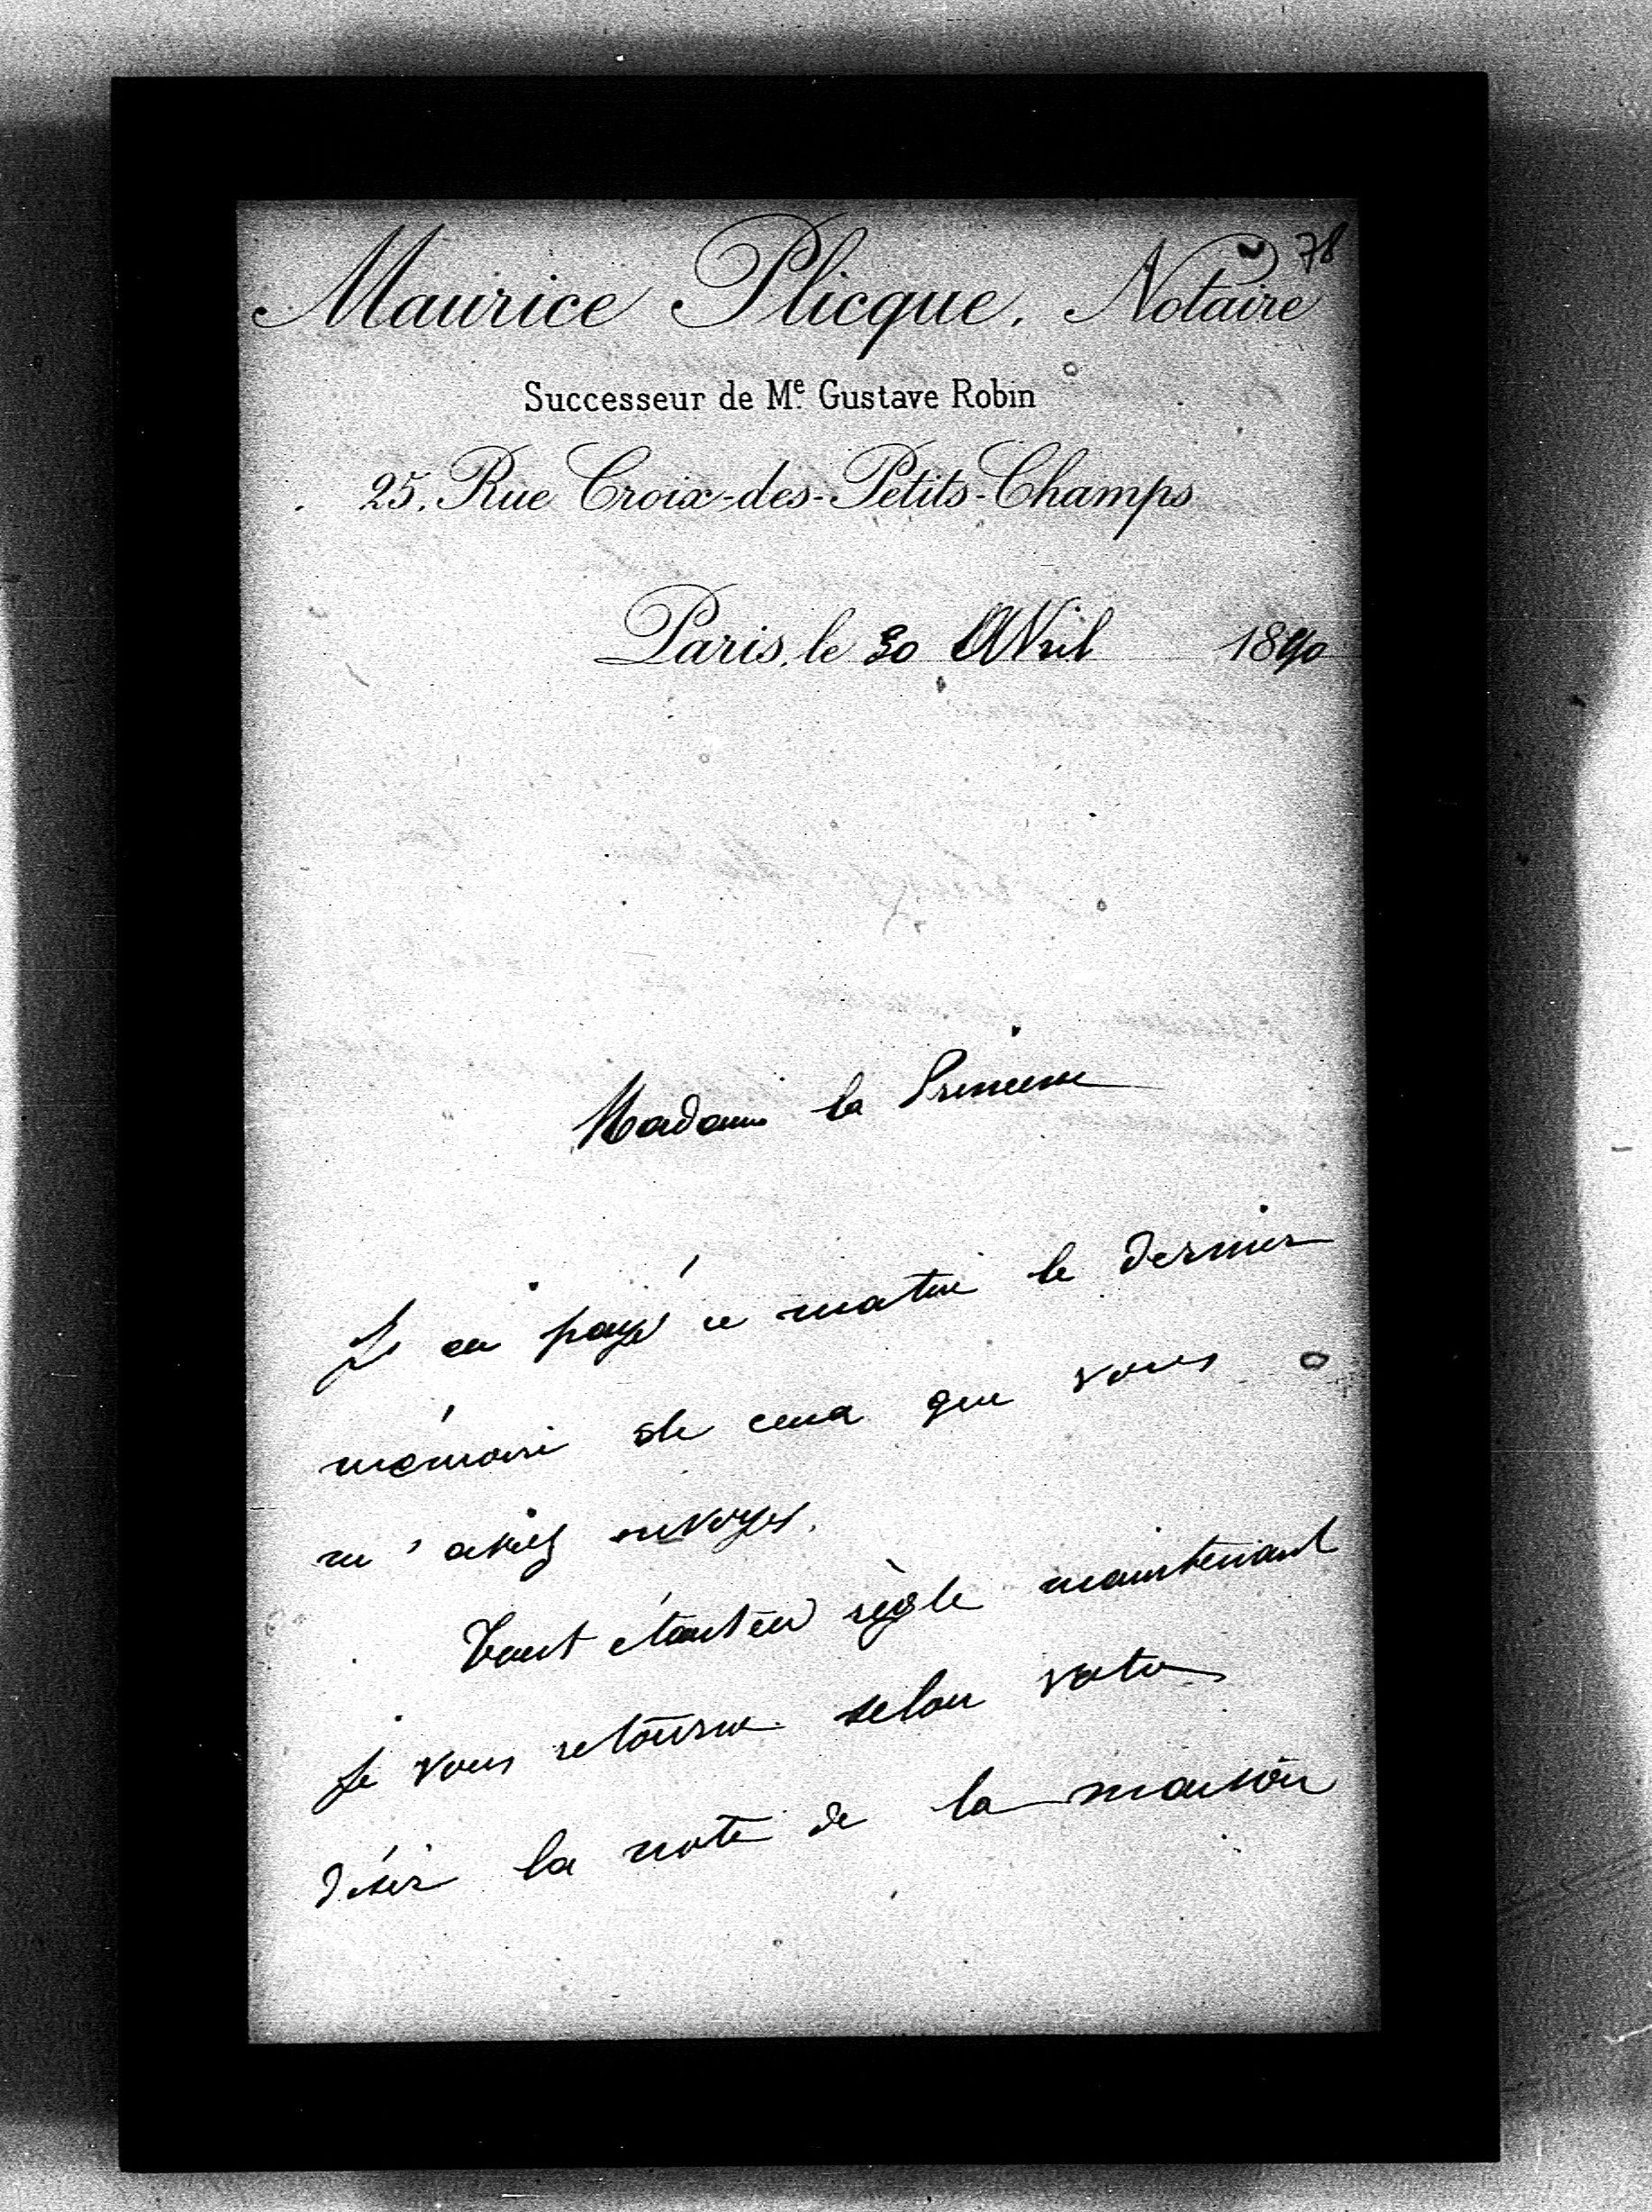 78
Maurice Plicque, Notaire
Successeur de Me. Gustave Robin
25, Rue Croix-des-Petits-Champs
Paris, le 30 Avril 1890
Madame la Princesse
J'ai payé ce matin le dernier
mémoire de ceux que vous
m'aviez envoyés.
Tout étant en règle maintenant
je vous retourne selon votre
désir la note de la maison